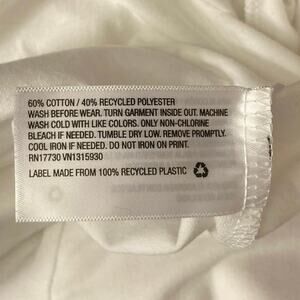 60% COTTON / 40% RECYCLED POLYESTER
WASH BEFORE WEAR. TURN GARMENT INSIDE OUT. MACHINE
WASH COLD WITH LIKE COLORS. ONLY NON-CHLORINE
BLEACH IF NEEDED. TUMBLE DRY LOW. REMOVE PROMPTLY.
COOL IRON IF NEEDED. DO NOT IRON ON PRINT.
RN17730 VN1315930
LABEL MADE FROM 100% RECYCLED PLASTIC